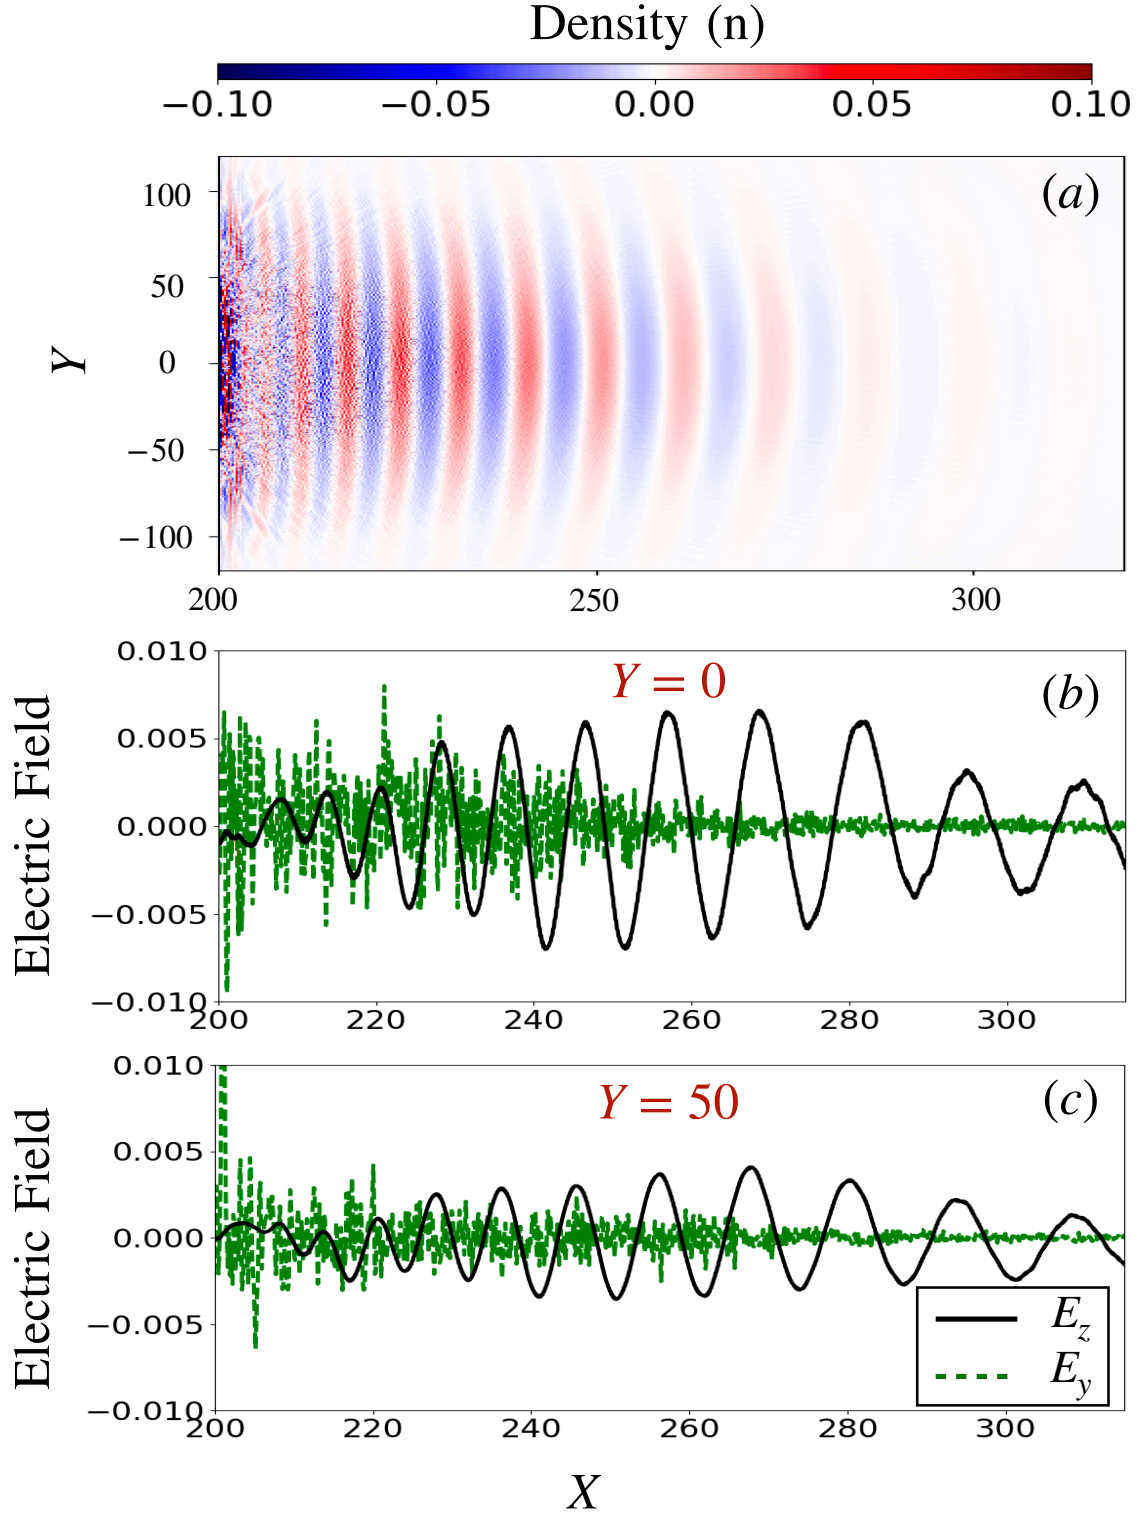 Density (n)
−0.10 −0.05 0.00 0.05 0.10
(a)
100
50
0
−50
−100
Y
200 250 300
0.010
0.005
0.000
−0.005
−0.010
Electric Field
Y = 0
(b)
200 220 240 260 280 300
0.010
0.005
0.000
−0.005
−0.010
Electric Field
Y = 50
(c)
E_z
E_y
200 220 240 260 280 300
X